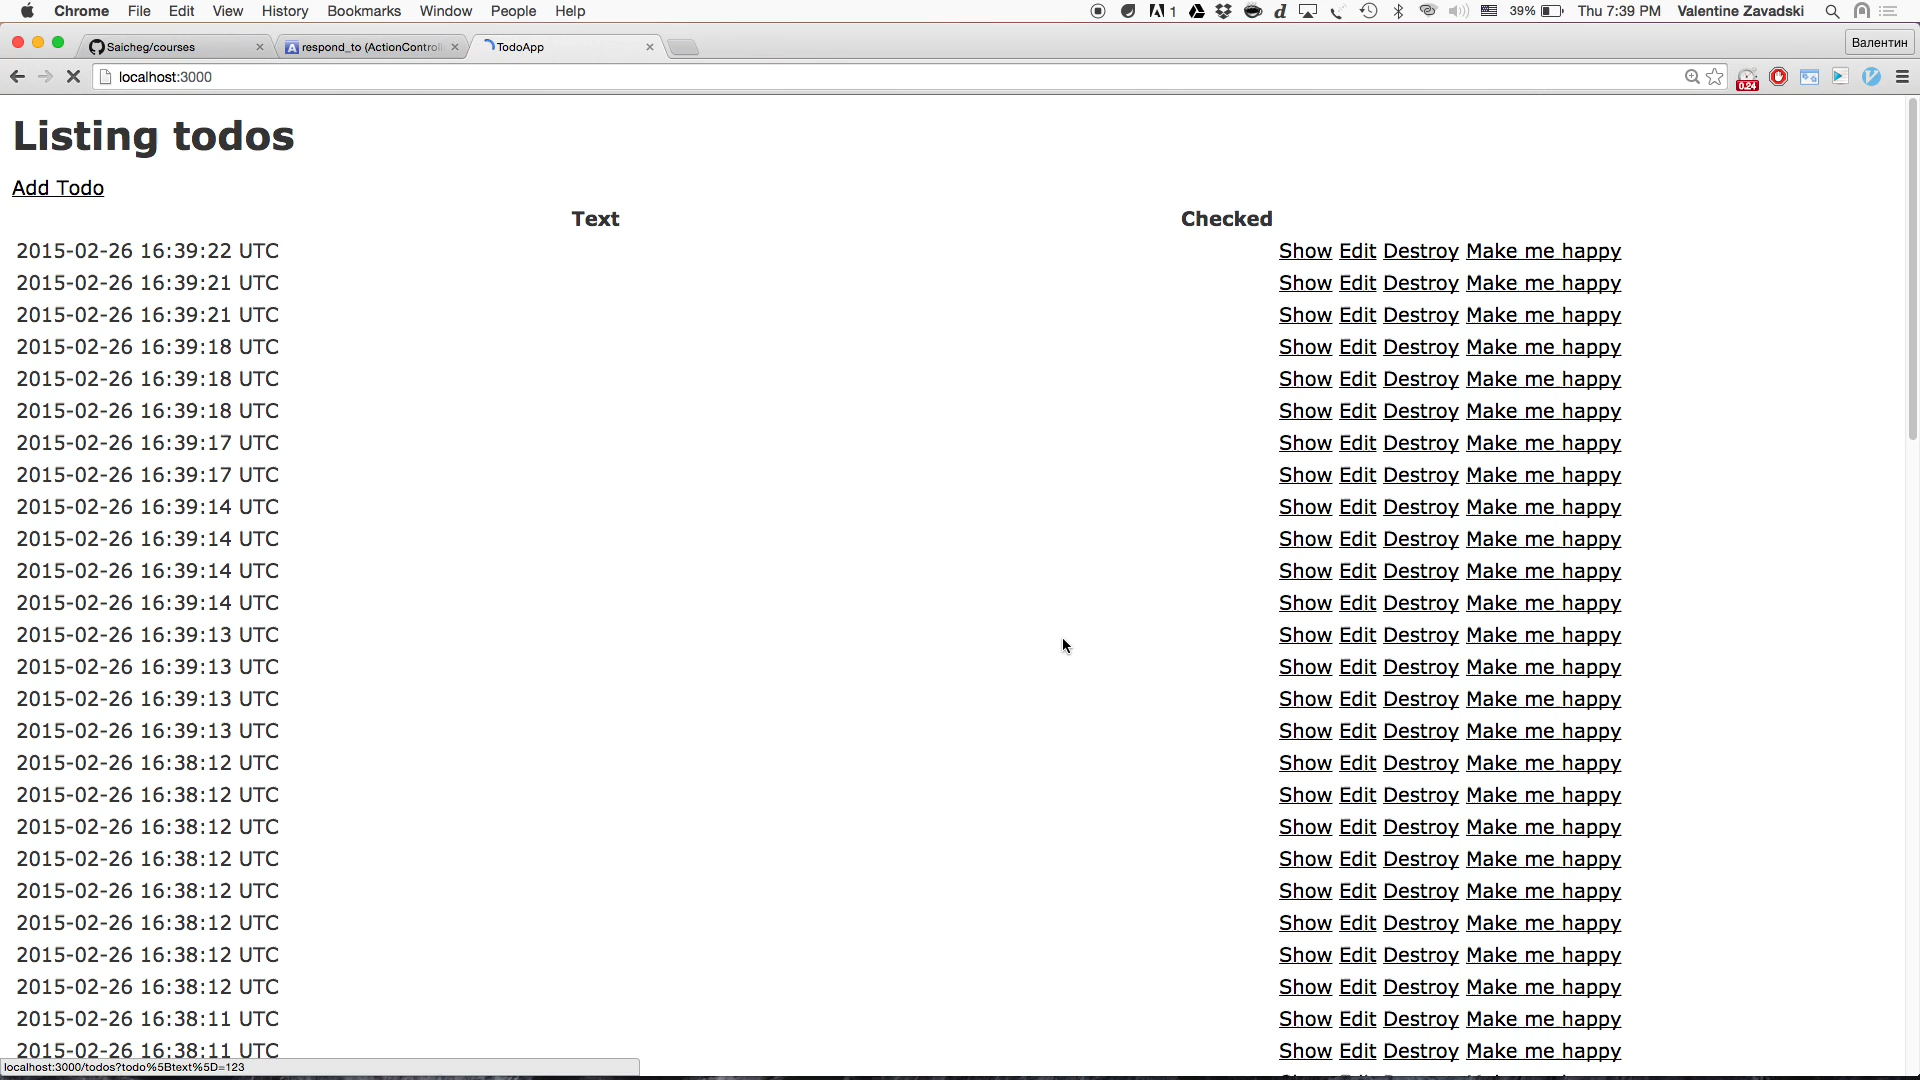 Chrome File Edit View History Bookmarks Window People Help 1 39% Thu 7:39 PM Valentine Zavadski
Saicheg/courses respond_to (ActionControll TodoApp Валентин
localhost:3000 0.24
Listing todos
Add Todo
Text Checked
2015-02-26 16:39:22 UTC Show Edit Destroy Make me happy
2015-02-26 16:39:21 UTC Show Edit Destroy Make me happy
2015-02-26 16:39:21 UTC Show Edit Destroy Make me happy
2015-02-26 16:39:18 UTC Show Edit Destroy Make me happy
2015-02-26 16:39:18 UTC Show Edit Destroy Make me happy
2015-02-26 16:39:18 UTC Show Edit Destroy Make me happy
2015-02-26 16:39:17 UTC Show Edit Destroy Make me happy
2015-02-26 16:39:17 UTC Show Edit Destroy Make me happy
2015-02-26 16:39:14 UTC Show Edit Destroy Make me happy
2015-02-26 16:39:14 UTC Show Edit Destroy Make me happy
2015-02-26 16:39:14 UTC Show Edit Destroy Make me happy
2015-02-26 16:39:14 UTC Show Edit Destroy Make me happy
2015-02-26 16:39:13 UTC Show Edit Destroy Make me happy
2015-02-26 16:39:13 UTC Show Edit Destroy Make me happy
2015-02-26 16:39:13 UTC Show Edit Destroy Make me happy
2015-02-26 16:39:13 UTC Show Edit Destroy Make me happy
2015-02-26 16:38:12 UTC Show Edit Destroy Make me happy
2015-02-26 16:38:12 UTC Show Edit Destroy Make me happy
2015-02-26 16:38:12 UTC Show Edit Destroy Make me happy
2015-02-26 16:38:12 UTC Show Edit Destroy Make me happy
2015-02-26 16:38:12 UTC Show Edit Destroy Make me happy
2015-02-26 16:38:12 UTC Show Edit Destroy Make me happy
2015-02-26 16:38:12 UTC Show Edit Destroy Make me happy
2015-02-26 16:38:12 UTC Show Edit Destroy Make me happy
2015-02-26 16:38:11 UTC Show Edit Destroy Make me happy
2015-02-26 16:38:11 UTC Show Edit Destroy Make me happy
localhost:3000/todos?todo%5Btext%5D=123